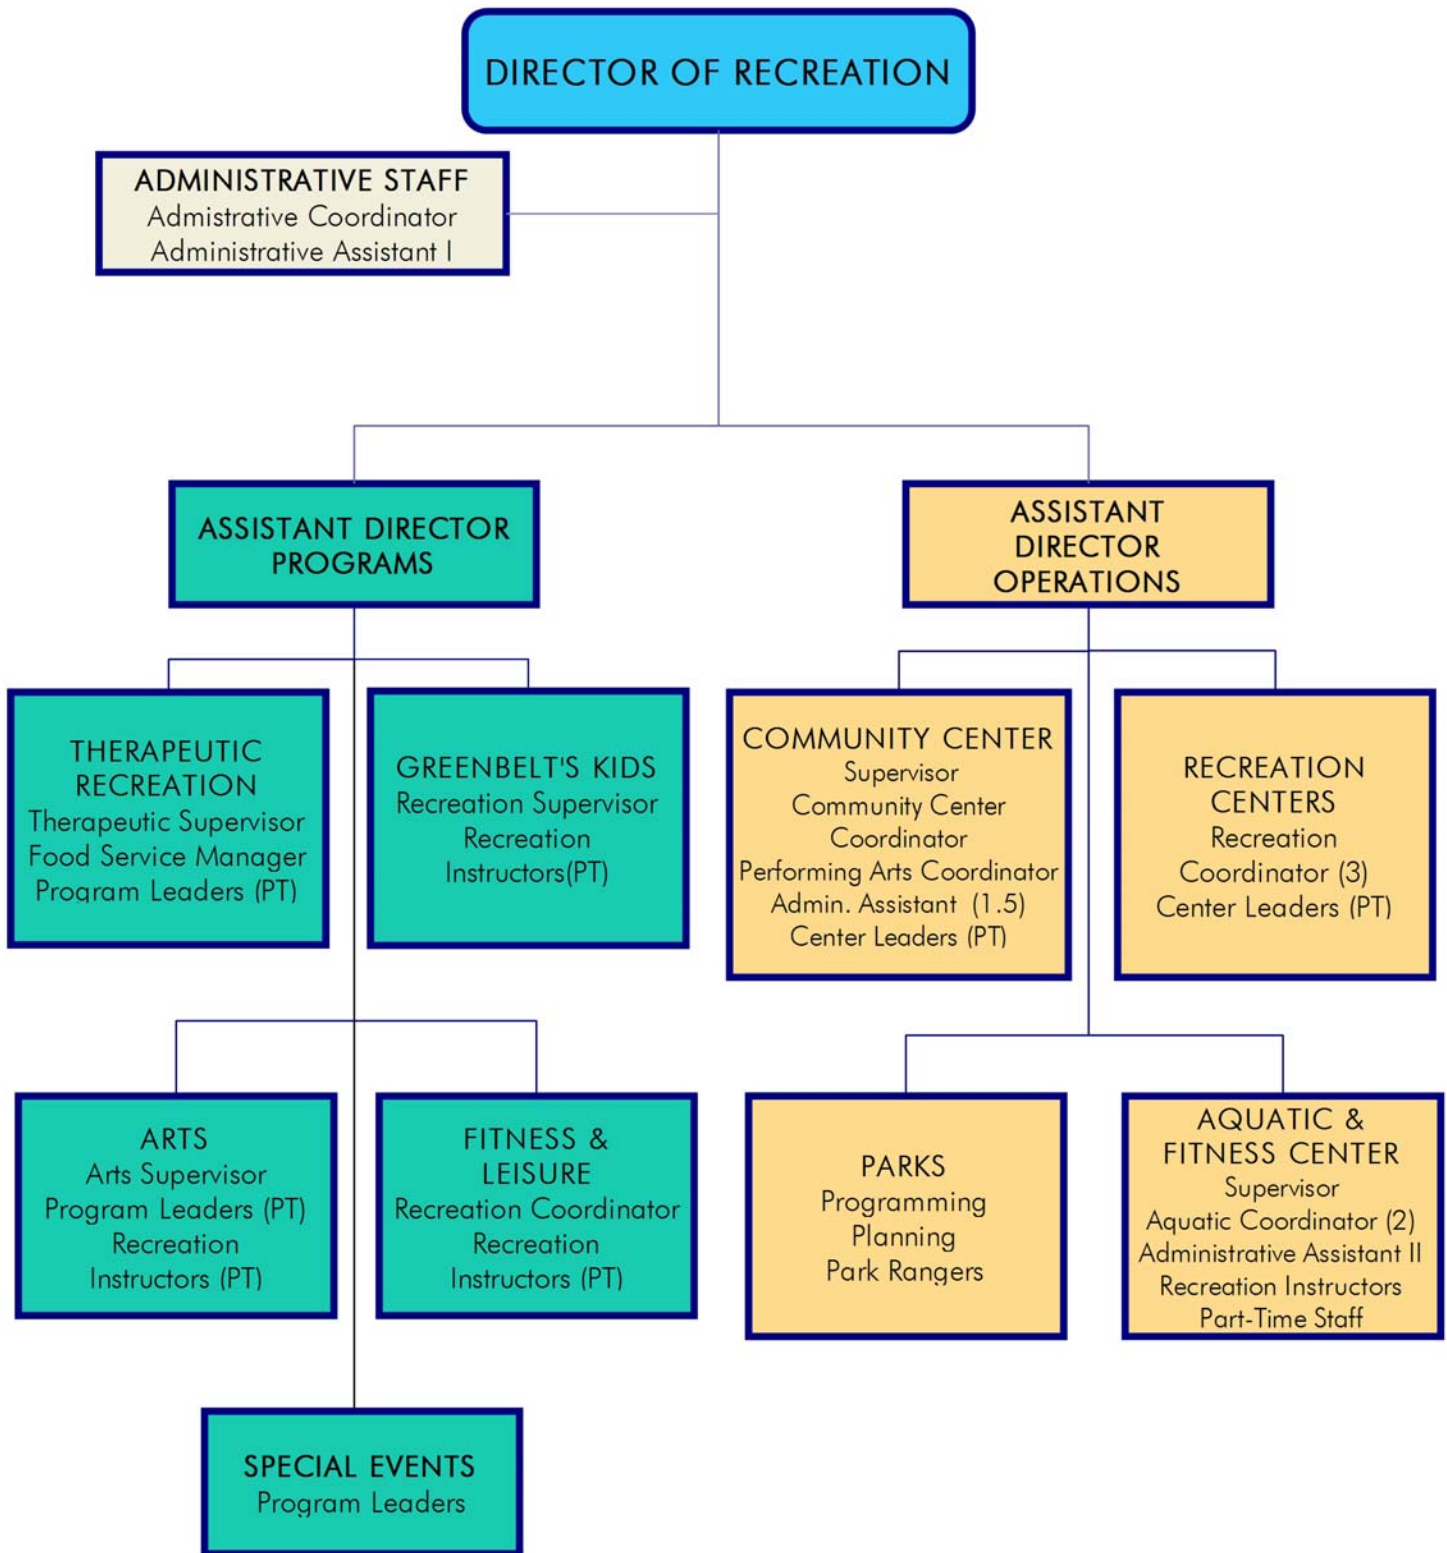 DIRECTOR OF RECREATION
ADMINISTRATIVE STAFF
Admistrative Coordinator
Administrative Assistant I
ASSISTANT DIRECTOR
PROGRAMS
ASSISTANT
DIRECTOR
OPERATIONS
THERAPEUTIC
RECREATION
Therapeutic Supervisor
Food Service Manager
Program Leaders (PT)
GREENBELT'S KIDS
Recreation Supervisor
Recreation
Instructors(PT)
COMMUNITY CENTER
Supervisor
Community Center
Coordinator
Performing Arts Coordinator
Admin. Assistant (1.5)
Center Leaders (PT)
RECREATION
CENTERS
Recreation
Coordinator (3)
Center Leaders (PT)
ARTS
Arts Supervisor
Program Leaders (PT)
Recreation
Instructors (PT)
FITNESS &
LEISURE
Recreation Coordinator
Recreation
Instructors (PT)
PARKS
Programming
Planning
Park Rangers
AQUATIC &
FITNESS CENTER
Supervisor
Aquatic Coordinator (2)
Administrative Assistant II
Recreation Instructors
Part-Time Staff
SPECIAL EVENTS
Program Leaders